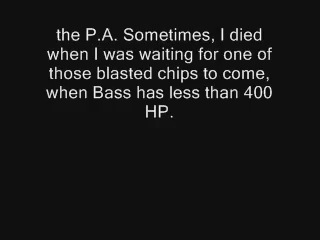 the P.A. Sometimes, I died
when I was waiting for one of
those blasted chips to come,
when Bass has less than 400
HP.